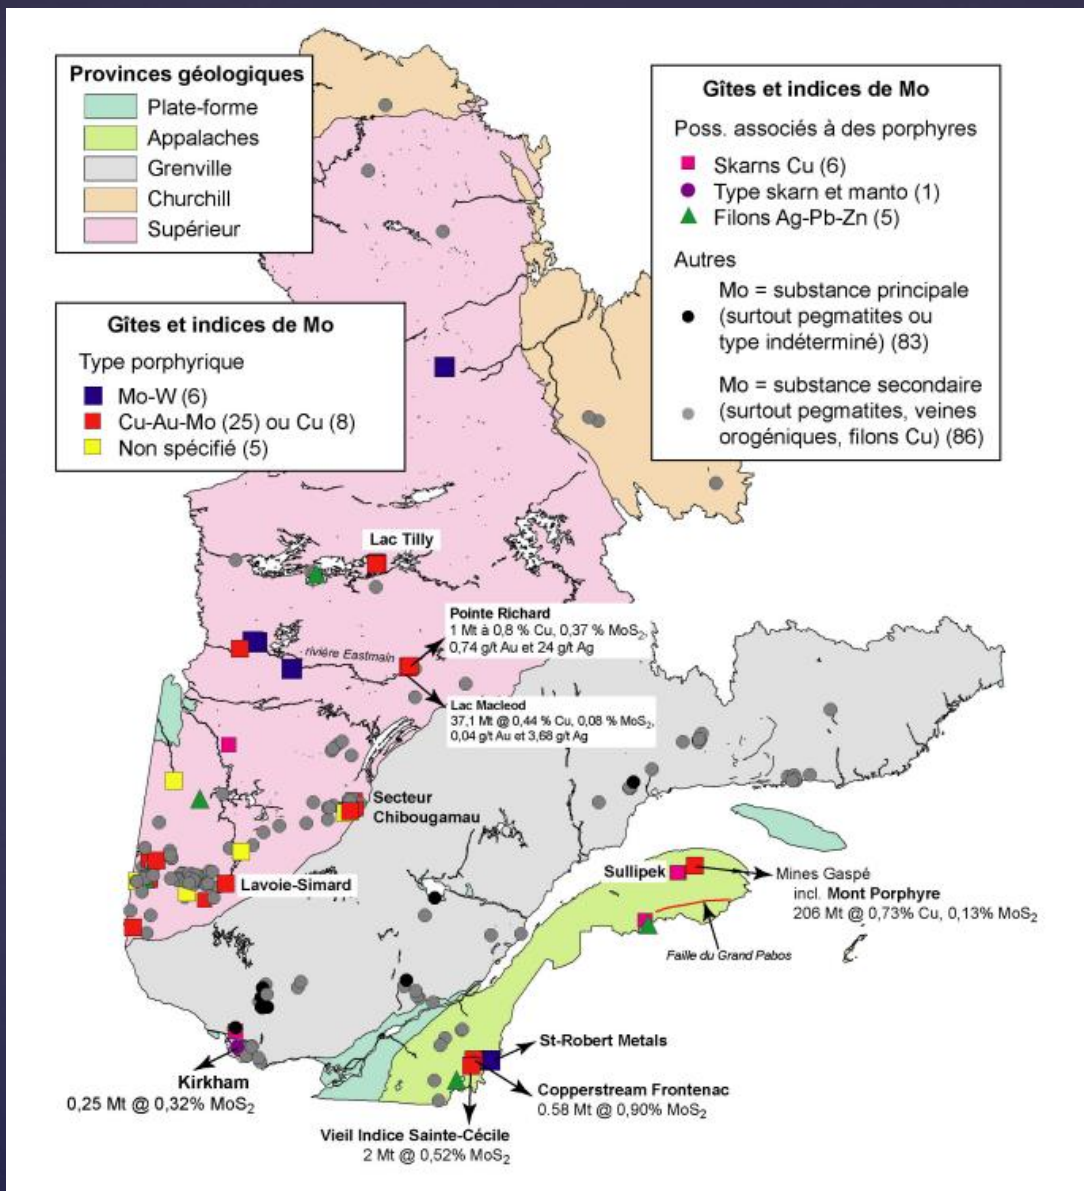 Provinces géologiques
Plate-forme
Appalaches
Grenville
Churchill
Supérieur
Gîtes et indices de Mo
Type porphyrique
Mo-W (6)
Cu-Au-Mo (25) ou Cu (8)
Non spécifié (5)
Gîtes et indices de Mo
Poss. associés à des porphyres
Skarns Cu (6)
Type skarn et manto (1)
Filons Ag-Pb-Zn (5)
Autres
Mo = substance principale
(surtout pegmatites ou
type indéterminé) (83)
Mo = substance secondaire
(surtout pegmatites, veines
orogéniques, filons Cu) (86)
Lac Tilly
Pointe Richard
1 Mt à 0,8 % Cu, 0,37 % MoS₂,
0,74 g/t Au et 24 g/t Ag
rivière Eastmain
Lac Macleod
37,1 Mt @ 0,44 % Cu, 0,08 % MoS₂,
0,04 g/t Au et 3,68 g/t Ag
Secteur
Chibougamau
Lavoie-Simard
Sullipek
Mines Gaspé
incl. Mont Porphyre
206 Mt @ 0,73% Cu, 0,13% MoS₂
Faille du Grand Pabos
St-Robert Metals
Kirkham
0,25 Mt @ 0,32% MoS₂
Copperstream Frontenac
0.58 Mt @ 0,90% MoS₂
Vieil Indice Sainte-Cécile
2 Mt @ 0,52% MoS₂